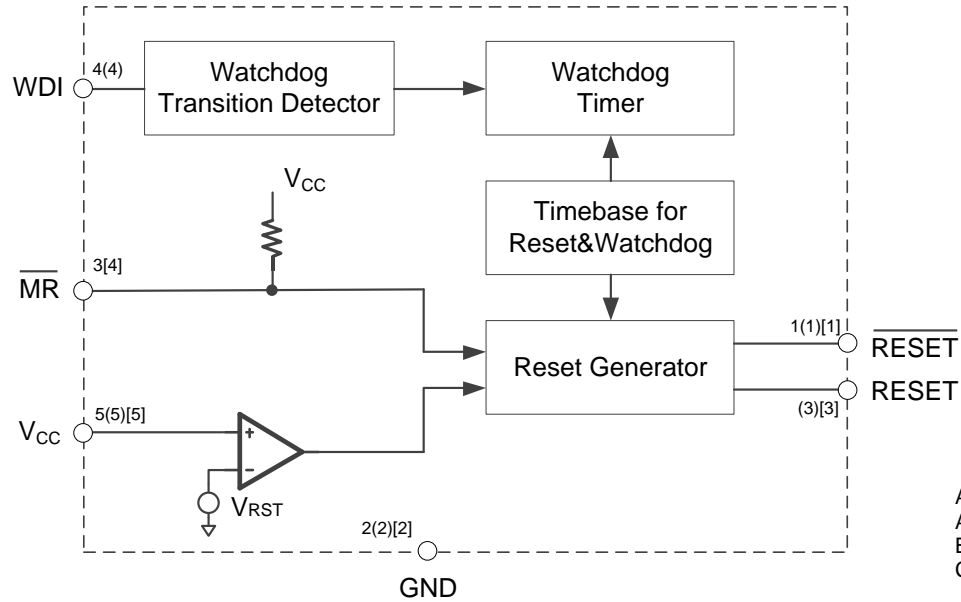 WDI
4(4)
Watchdog
Transition Detector
Watchdog
Timer
VCC
Timebase for
Reset&Watchdog
MR
3[4]
1(1)[1]
RESET
Reset Generator
RESET
(3)[3]
VCC
5(5)[5]
+
−
VRST
2(2)[2]
GND
A
A